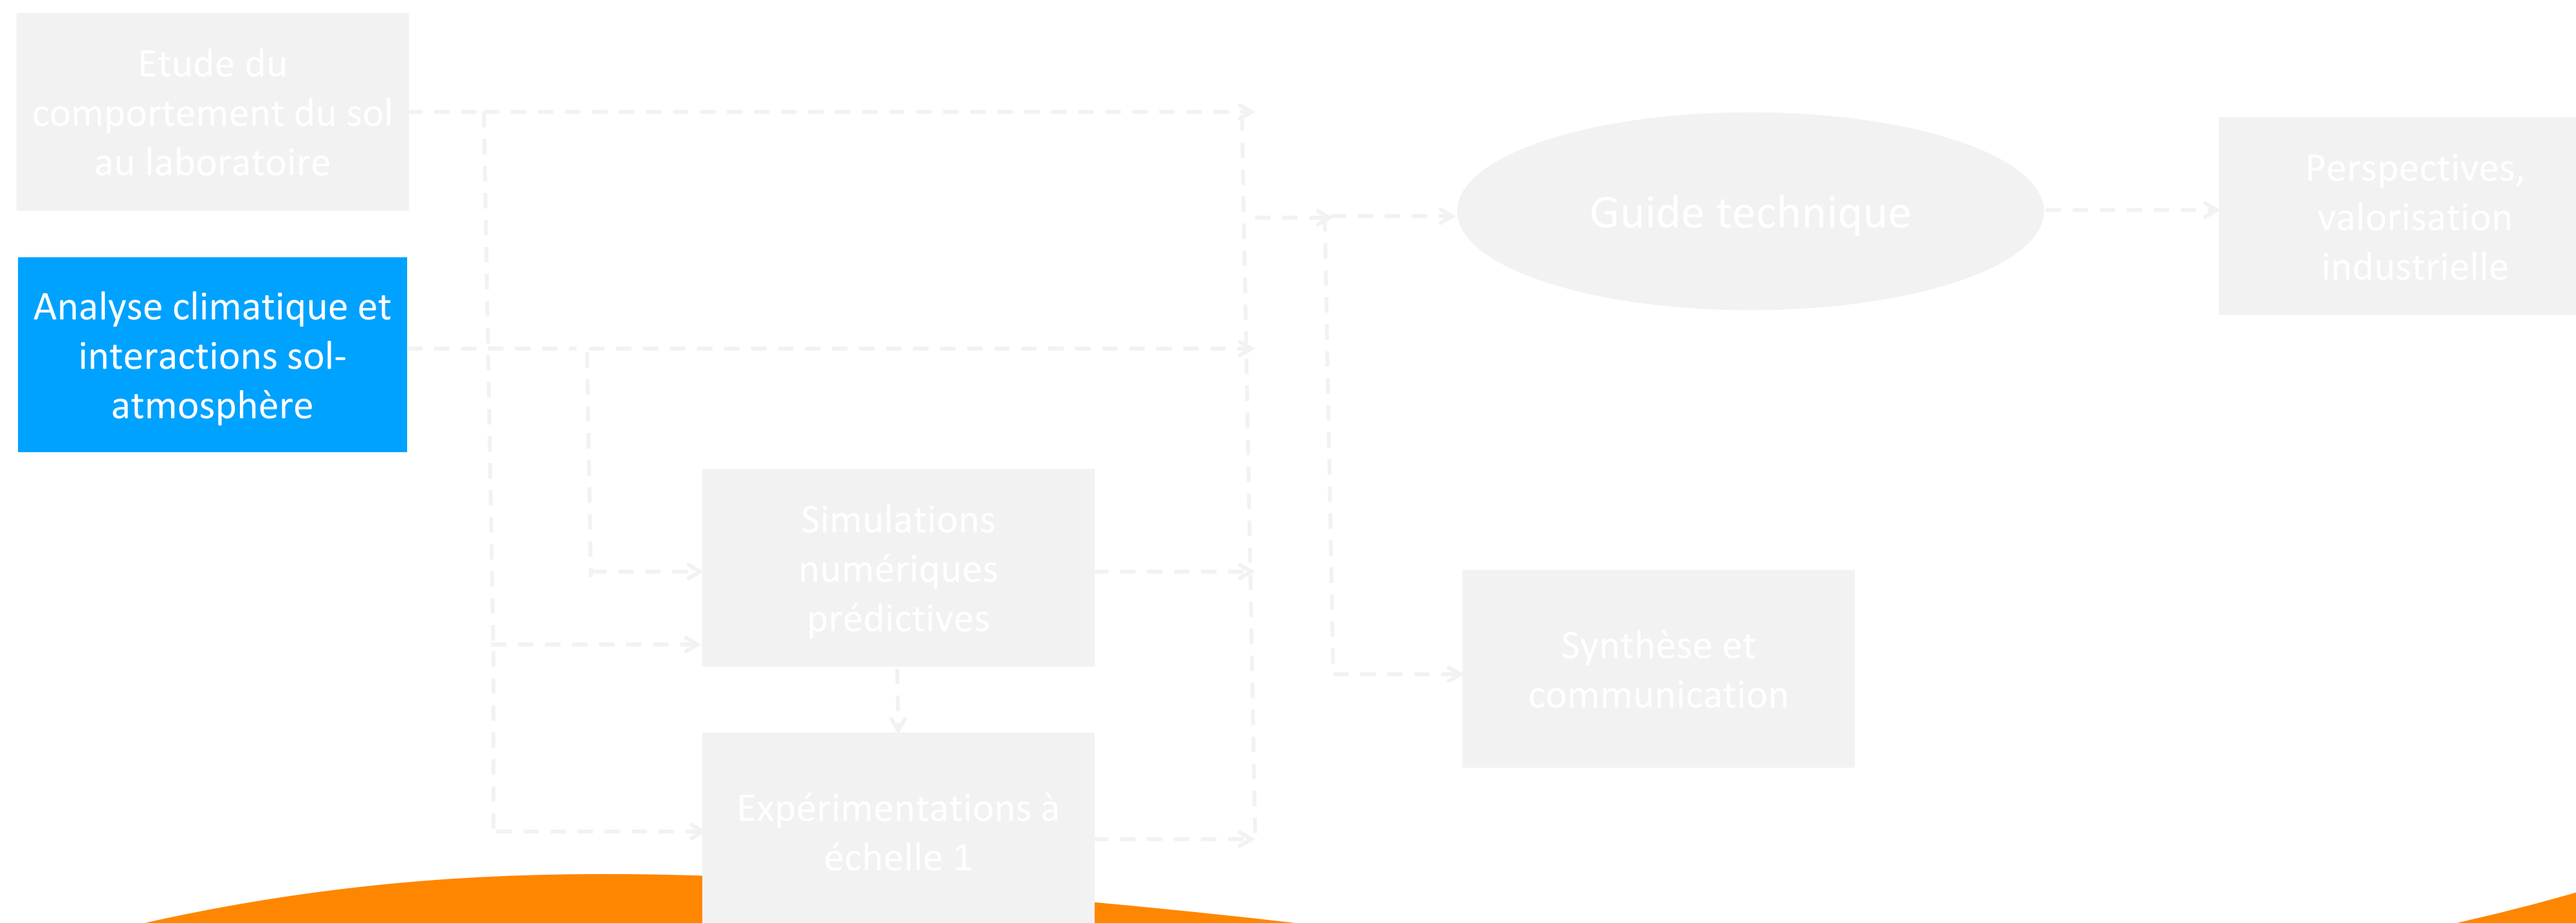 Etude du
comportement du sol
au laboratoire
Analyse climatique et
interactions sol-
atmosphère
Simulations
numériques
prédictives
Expérimentations à
échelle 1
Guide technique
Synthèse et
communication
Perspectives,
valorisation
industrielle